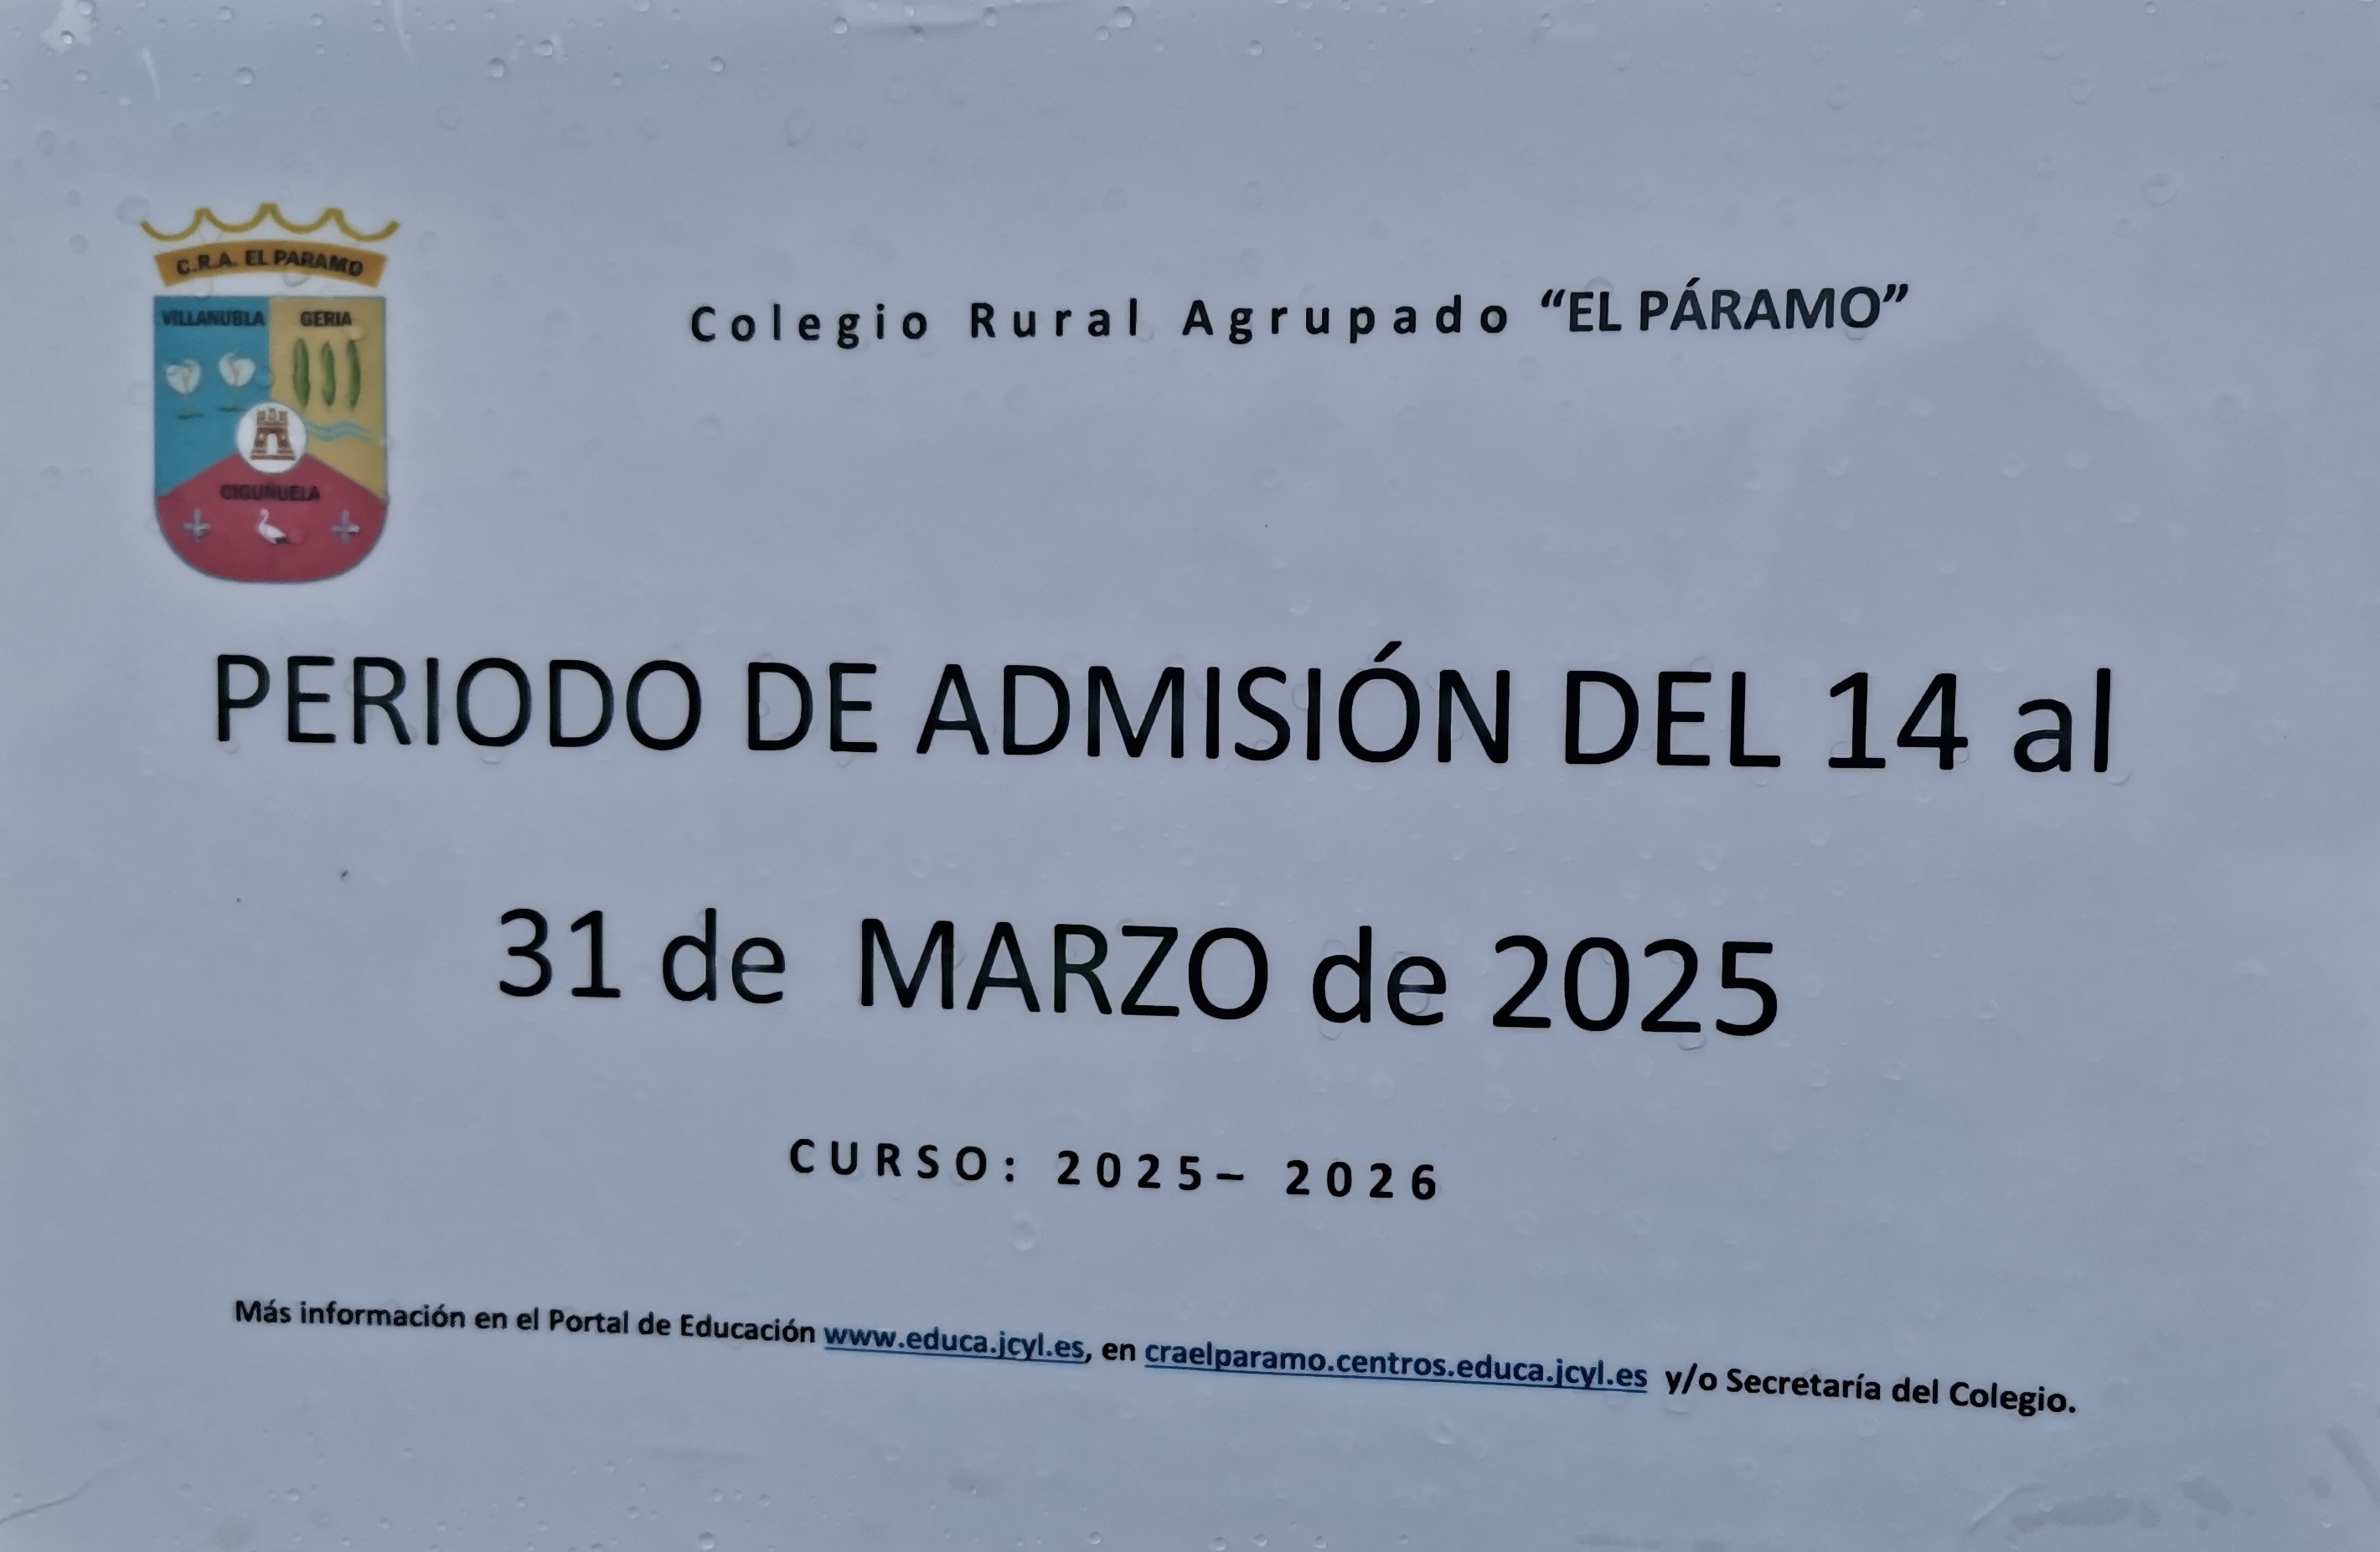 C.R.A. EL PARAMO
VILLANUBLA GERIA
CIGUÑUELA
Colegio Rural Agrupado “EL PÁRAMO”
PERIODO DE ADMISIÓN DEL 14 al
31 de MARZO de 2025
CURSO: 2025– 2026
Más información en el Portal de Educación www.educa.jcyl.es, en craelparamo.centros.educa.jcyl.es y/o Secretaría del Colegio.